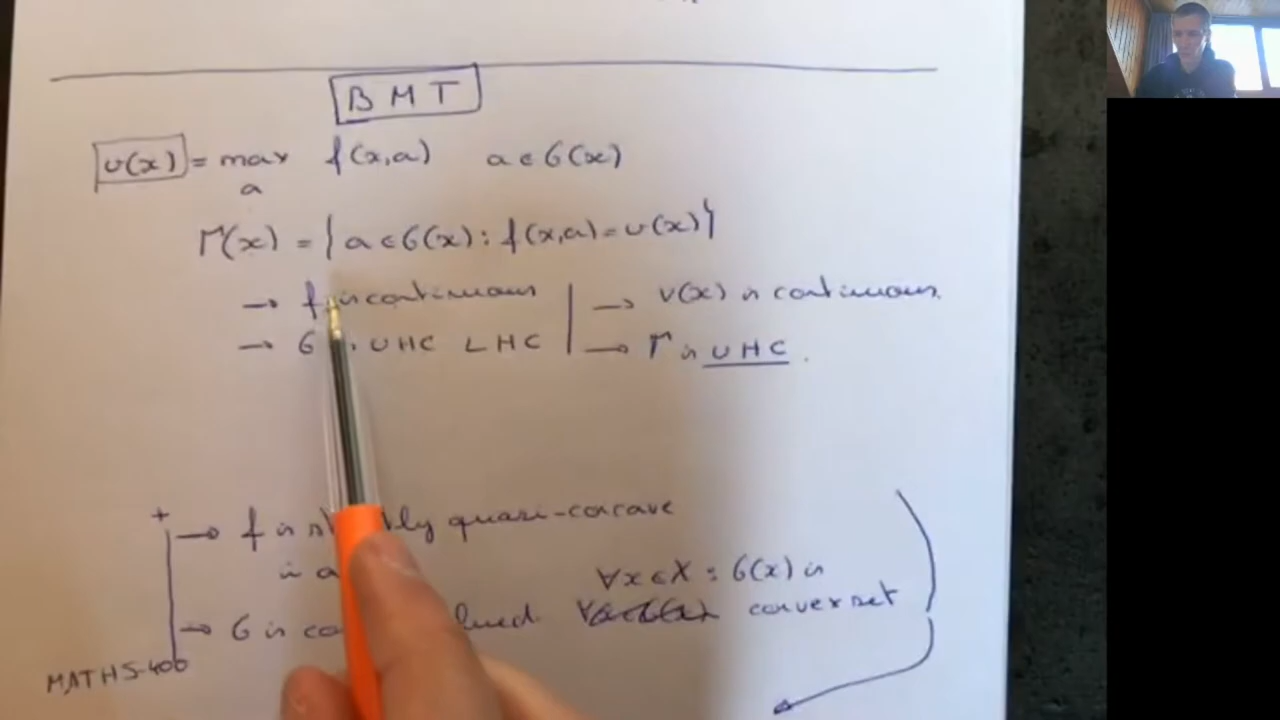 BMT
v(x) = max f(x,a) a ∈ G(x)
a
Γ(x) = { a ∈ G(x) : f(x,a) = v(x) }
→ f is continuous → v(x) is continuous.
→ G UHC LHC → Γ is UHC.
+
→ f is quasi-concave
in a ∀x ∈ X : G(x) is
→ G is convex set
MATHS-400